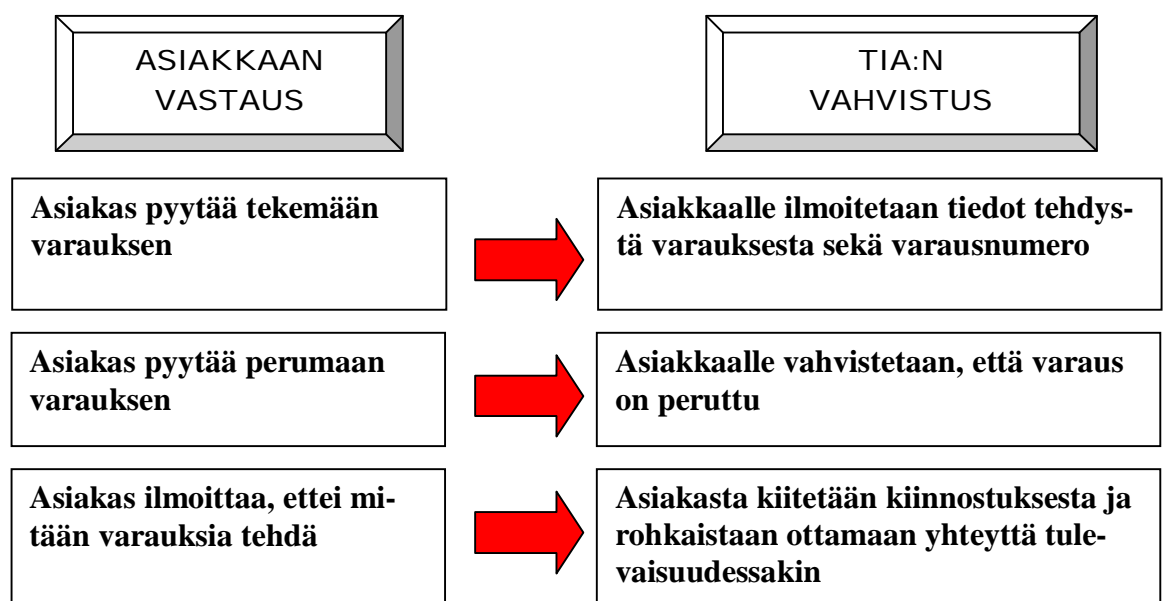 ASIAKKAAN
VASTAUS
TIA:N
VAHVISTUS
Asiakas pyytää tekemään
varauksen
Asiakkaalle ilmoitetaan tiedot tehdys-
tä varauksesta sekä varausnumero
Asiakas pyytää perumaan
varauksen
Asiakkaalle vahvistetaan, että varaus
on peruttu
Asiakas ilmoittaa, ettei mi-
tään varauksia tehdä
Asiakasta kiitetään kiinnostuksesta ja
rohkaistaan ottamaan yhteyttä tule-
vaisuudessakin